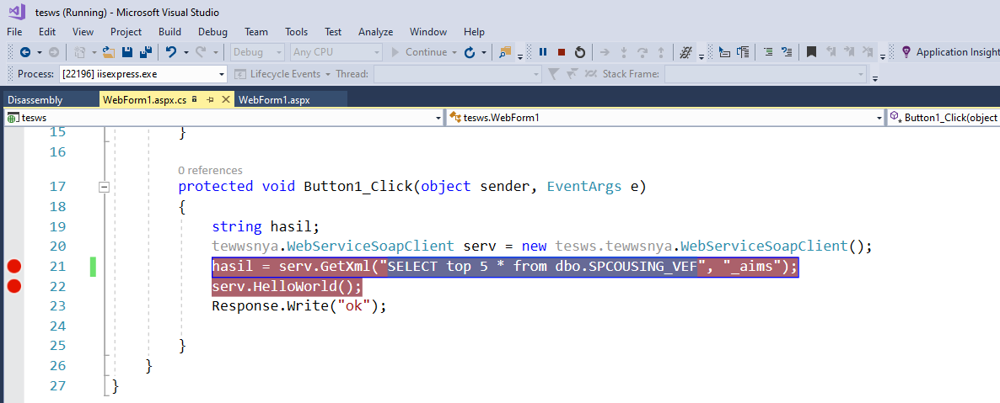 tesws (Running) - Microsoft Visual Studio
File Edit View Project Build Debug Team Tools Test Analyze Window Help
Debug Any CPU Continue Application Insight
Process: [22196] iisexpress.exe Lifecycle Events Thread: Stack Frame:
Disassembly WebForm1.aspx.cs WebForm1.aspx
tesws tesws.WebForm1 Button1_Click(object
15 }
16
0 references
17 protected void Button1_Click(object sender, EventArgs e)
18 {
19 string hasil;
20 tewwsnya.WebServiceSoapClient serv = new tesws.tewwsnya.WebServiceSoapClient();
21 hasil = serv.GetXml("SELECT top 5 * from dbo.SPCOUSING_VEF", "_aims");
22 serv.HelloWorld();
23 Response.Write("ok");
24
25 }
26 }
27 }